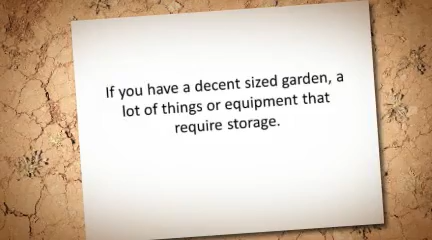 If you have a decent sized garden, a
lot of things or equipment that
require storage.